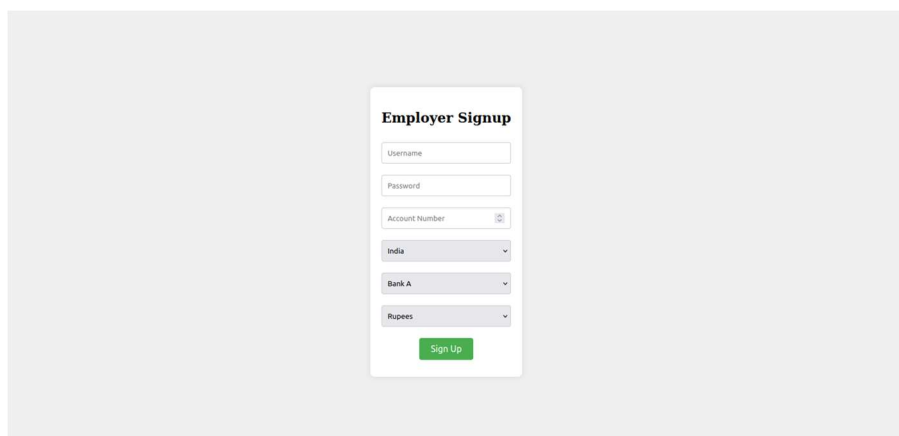 Employer Signup
Username
Password
Account Number
India
Bank A
Rupees
Sign Up